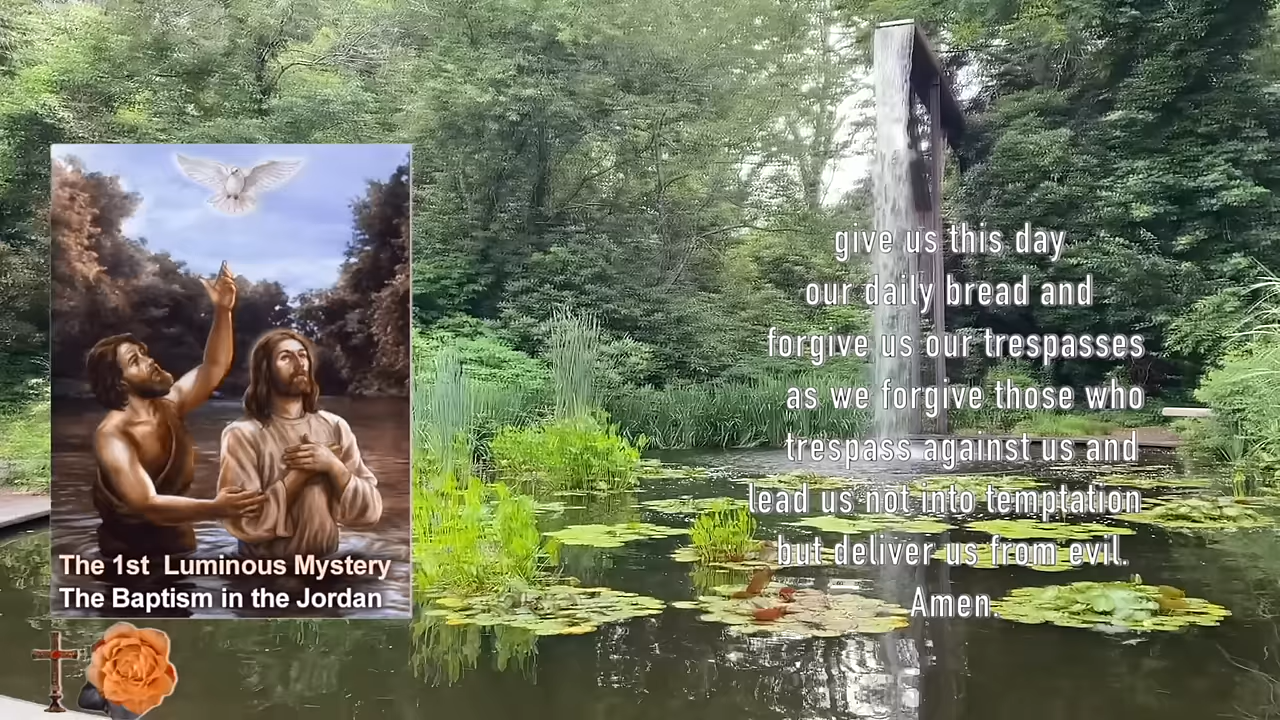 The 1st Luminous Mystery
The Baptism in the Jordan
give us this day
our daily bread and
forgive us our trespasses
as we forgive those who
trespass against us and
lead us not into temptation
but deliver us from evil.
Amen.